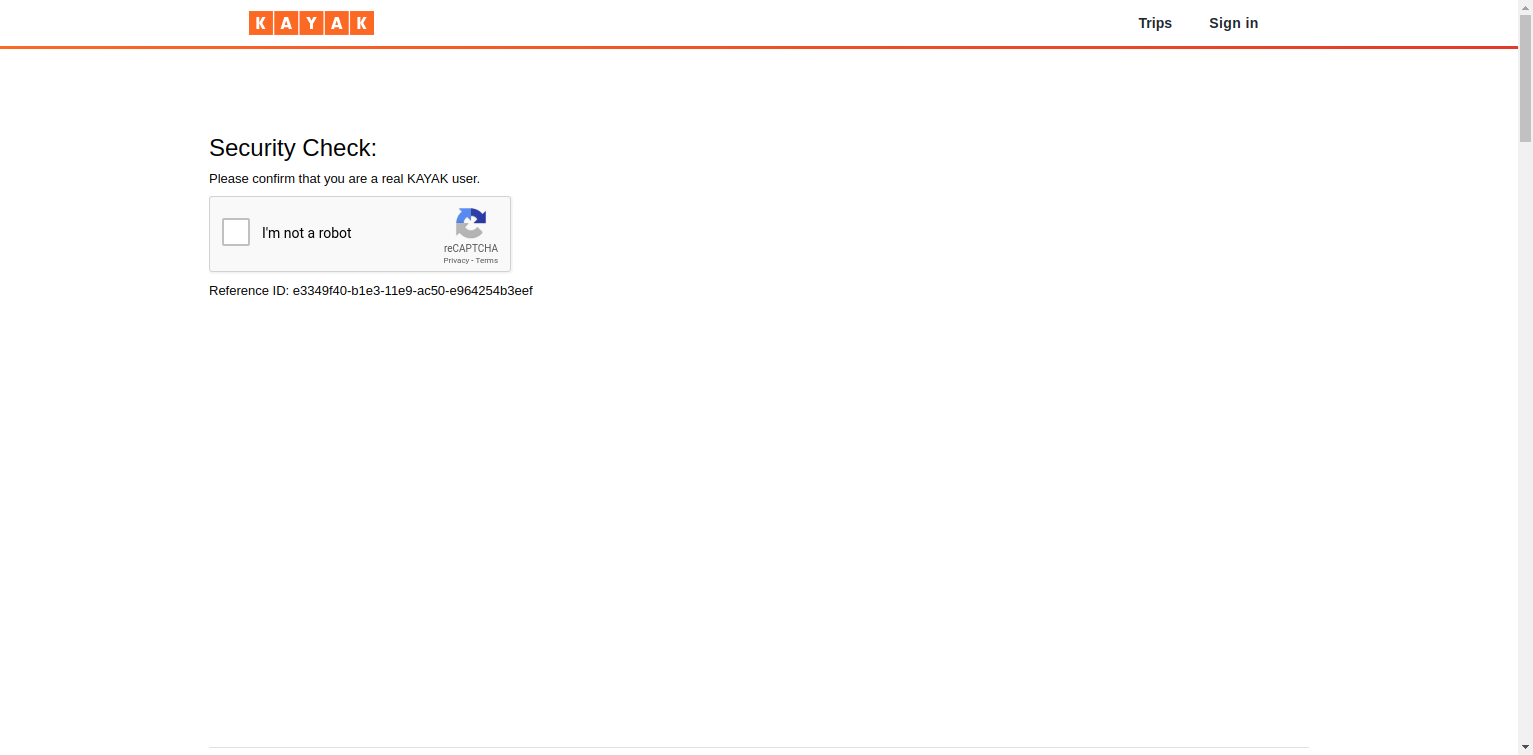 KAYAK
Trips
Sign in
Security Check:
Please confirm that you are a real KAYAK user.
I'm not a robot
reCAPTCHA
Privacy - Terms
Reference ID: e3349f40-b1e3-11e9-ac50-e964254b3eef